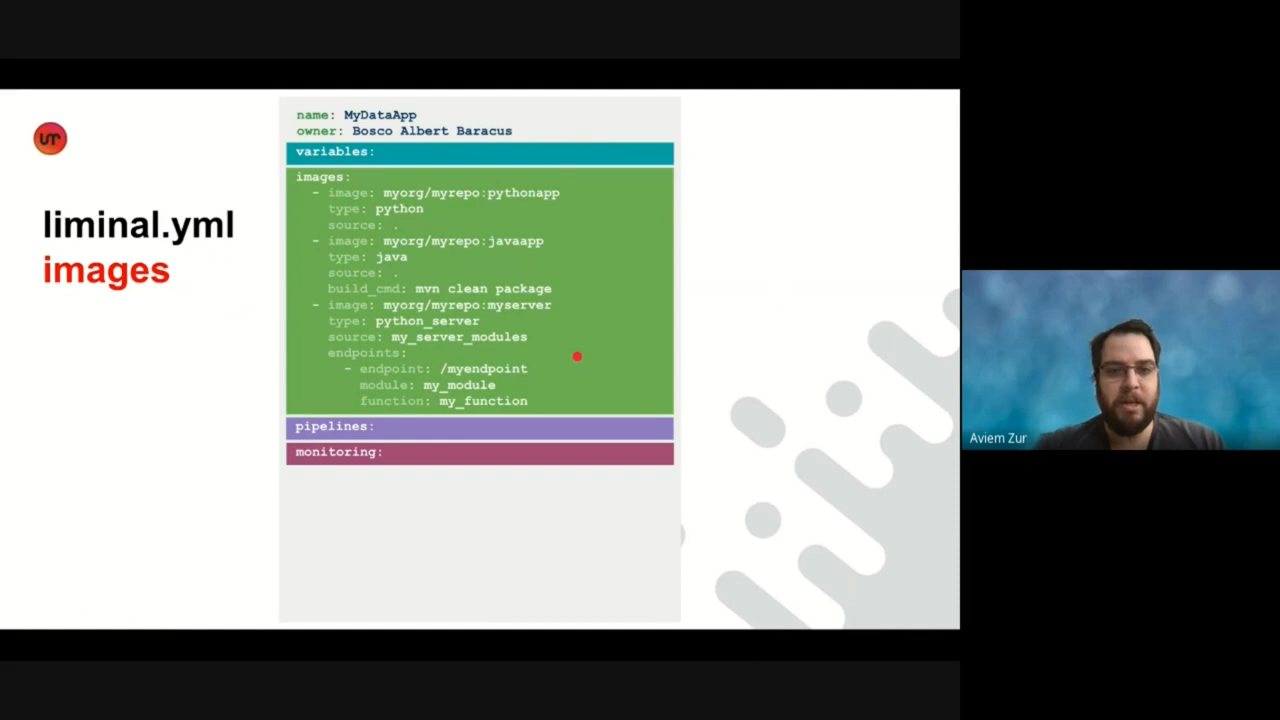 liminal.yml
images
name: MyDataApp
owner: Bosco Albert Baracus
variables:
images:
- image: myorg/myrepo:pythonapp
type: python
source: .
- image: myorg/myrepo:javaapp
type: java
source: .
build_cmd: mvn clean package
- image: myorg/myrepo:myserver
type: python_server
source: my_server_modules
endpoints:
- endpoint: /myendpoint
module: my_module
function: my_function
pipelines:
monitoring:
Aviem Zur